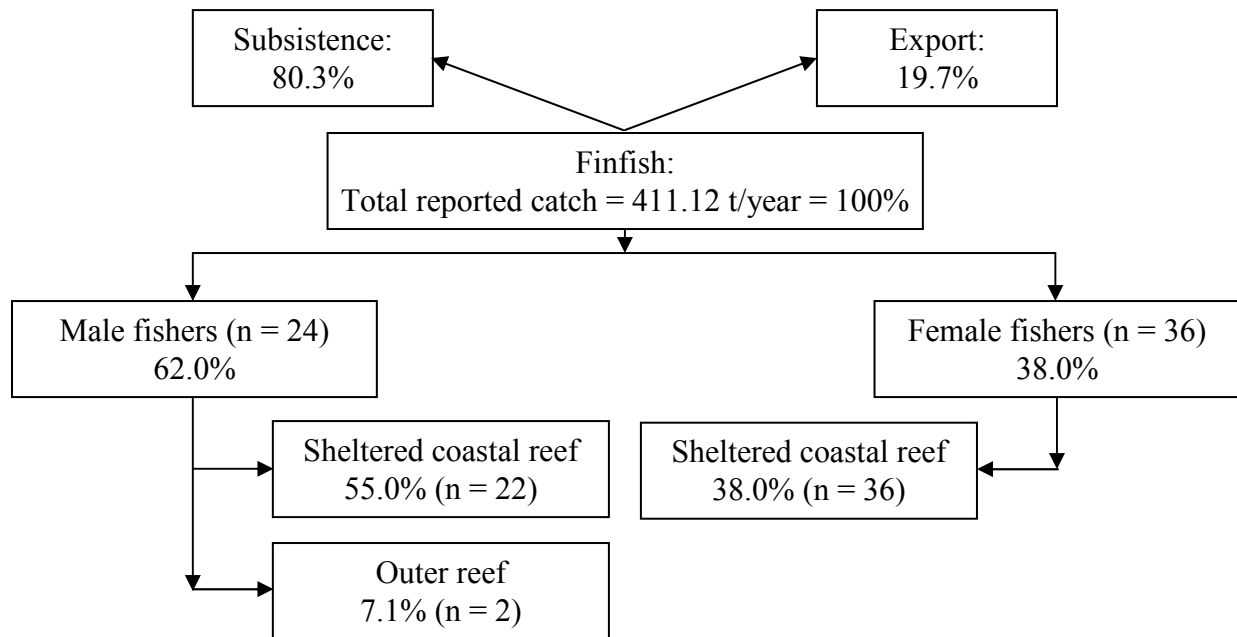 Subsistence:
80.3%
Export:
19.7%
Finfish:
Total reported catch = 411.12 t/year = 100%
Male fishers (n = 24)
62.0%
Female fishers (n = 36)
38.0%
Sheltered coastal reef
55.0% (n = 22)
Sheltered coastal reef
38.0% (n = 36)
Outer reef
7.1% (n = 2)